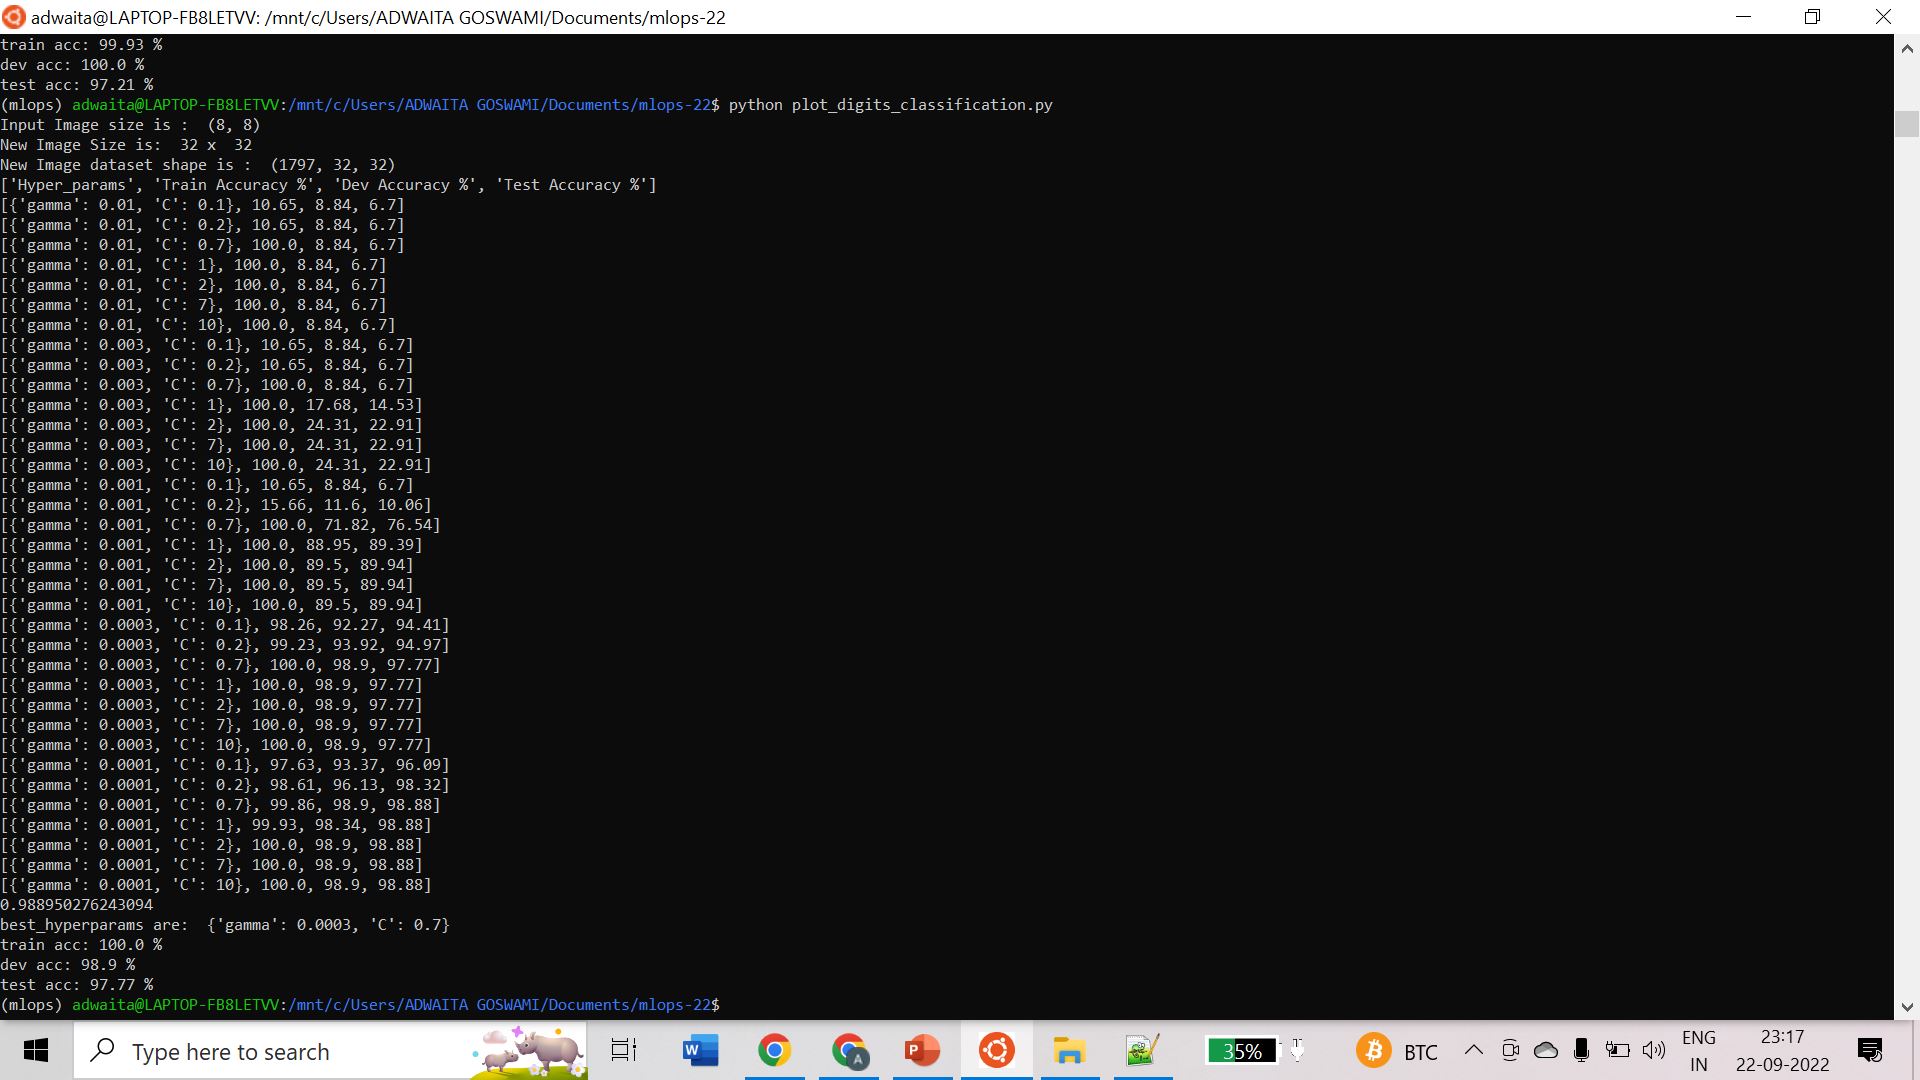 adwaita@LAPTOP-FB8LETVV: /mnt/c/Users/ADWAITA GOSWAMI/Documents/mlops-22
train acc: 99.93 %
dev acc: 100.0 %
test acc: 97.21 %
(mlops) adwaita@LAPTOP-FB8LETVV:/mnt/c/Users/ADWAITA GOSWAMI/Documents/mlops-22$ python plot_digits_classification.py
Input Image size is :  (8, 8)
New Image Size is:  32 x  32
New Image dataset shape is :  (1797, 32, 32)
['Hyper_params', 'Train Accuracy %', 'Dev Accuracy %', 'Test Accuracy %']
[{'gamma': 0.01, 'C': 0.1}, 10.65, 8.84, 6.7]
[{'gamma': 0.01, 'C': 0.2}, 10.65, 8.84, 6.7]
[{'gamma': 0.01, 'C': 0.7}, 100.0, 8.84, 6.7]
[{'gamma': 0.01, 'C': 1}, 100.0, 8.84, 6.7]
[{'gamma': 0.01, 'C': 2}, 100.0, 8.84, 6.7]
[{'gamma': 0.01, 'C': 7}, 100.0, 8.84, 6.7]
[{'gamma': 0.01, 'C': 10}, 100.0, 8.84, 6.7]
[{'gamma': 0.003, 'C': 0.1}, 10.65, 8.84, 6.7]
[{'gamma': 0.003, 'C': 0.2}, 10.65, 8.84, 6.7]
[{'gamma': 0.003, 'C': 0.7}, 100.0, 8.84, 6.7]
[{'gamma': 0.003, 'C': 1}, 100.0, 17.68, 14.53]
[{'gamma': 0.003, 'C': 2}, 100.0, 24.31, 22.91]
[{'gamma': 0.003, 'C': 7}, 100.0, 24.31, 22.91]
[{'gamma': 0.003, 'C': 10}, 100.0, 24.31, 22.91]
[{'gamma': 0.001, 'C': 0.1}, 10.65, 8.84, 6.7]
[{'gamma': 0.001, 'C': 0.2}, 15.66, 11.6, 10.06]
[{'gamma': 0.001, 'C': 0.7}, 100.0, 71.82, 76.54]
[{'gamma': 0.001, 'C': 1}, 100.0, 88.95, 89.39]
[{'gamma': 0.001, 'C': 2}, 100.0, 89.5, 89.94]
[{'gamma': 0.001, 'C': 7}, 100.0, 89.5, 89.94]
[{'gamma': 0.001, 'C': 10}, 100.0, 89.5, 89.94]
[{'gamma': 0.0003, 'C': 0.1}, 98.26, 92.27, 94.41]
[{'gamma': 0.0003, 'C': 0.2}, 99.23, 93.92, 94.97]
[{'gamma': 0.0003, 'C': 0.7}, 100.0, 98.9, 97.77]
[{'gamma': 0.0003, 'C': 1}, 100.0, 98.9, 97.77]
[{'gamma': 0.0003, 'C': 2}, 100.0, 98.9, 97.77]
[{'gamma': 0.0003, 'C': 7}, 100.0, 98.9, 97.77]
[{'gamma': 0.0003, 'C': 10}, 100.0, 98.9, 97.77]
[{'gamma': 0.0001, 'C': 0.1}, 97.63, 93.37, 96.09]
[{'gamma': 0.0001, 'C': 0.2}, 98.61, 96.13, 98.32]
[{'gamma': 0.0001, 'C': 0.7}, 99.86, 98.9, 98.88]
[{'gamma': 0.0001, 'C': 1}, 99.93, 98.34, 98.88]
[{'gamma': 0.0001, 'C': 2}, 100.0, 98.9, 98.88]
[{'gamma': 0.0001, 'C': 7}, 100.0, 98.9, 98.88]
[{'gamma': 0.0001, 'C': 10}, 100.0, 98.9, 98.88]
0.988950276243094
best_hyperparams are:  {'gamma': 0.0003, 'C': 0.7}
train acc: 100.0 %
dev acc: 98.9 %
test acc: 97.77 %
(mlops) adwaita@LAPTOP-FB8LETVV:/mnt/c/Users/ADWAITA GOSWAMI/Documents/mlops-22$
Type here to search
W
A
P
35%
BTC
ENG
IN
23:17
22-09-2022